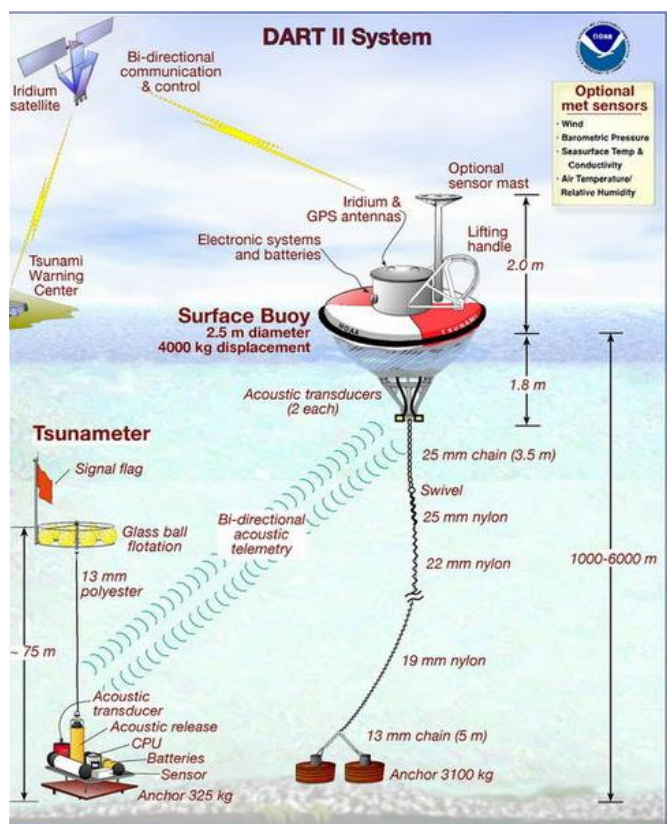 DART II System
Iridium
satellite
Bi-directional
communication
& control
NOAA
Optional
met sensors
· Wind
· Barometric Pressure
· Seasurface Temp &
Conductivity
· Air Temperature/
Relative Humidity
Optional
sensor mast
Iridium &
GPS antennas
Lifting
handle
Electronic systems
and batteries
2.0 m
Tsunami
Warning
Center
Surface Buoy
2.5 m diameter
4000 kg displacement
NOAA
TSUNAMI
1.8 m
Acoustic transducers
(2 each)
Tsunameter
Signal flag
25 mm chain (3.5 m)
Swivel
25 mm nylon
Glass ball
flotation
Bi-directional
acoustic
telemetry
22 mm nylon
1000-6000 m
13 mm
polyester
~ 75 m
19 mm nylon
Acoustic
transducer
Acoustic release
CPU
Batteries
Sensor
Anchor 325 kg
13 mm chain (5 m)
Anchor 3100 kg